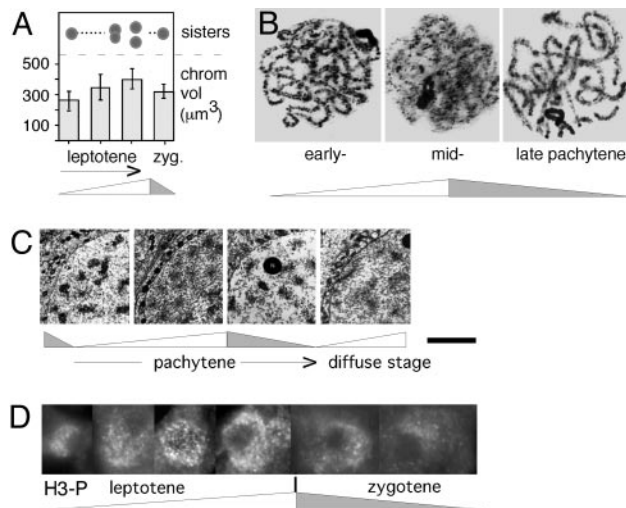 A
sisters
500
300
100
chrom
vol
(μm³)
leptotene
zyg.
B
early-
mid-
late pachytene
C
pachytene
diffuse stage
D
H3-P
leptotene
zygotene